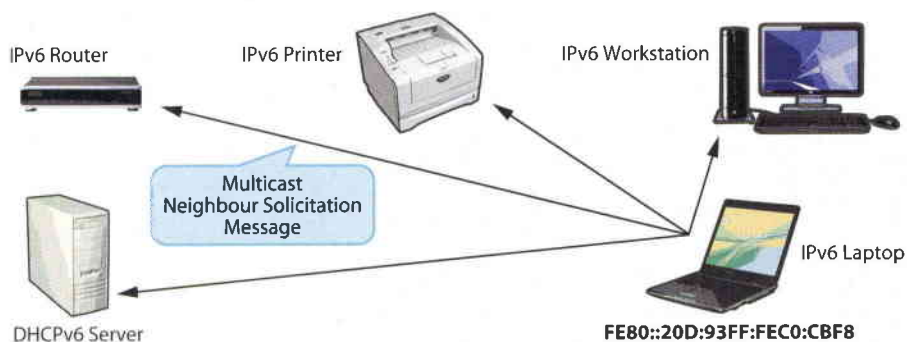 IPv6 Router
IPv6 Printer
IPv6 Workstation
Multicast
Neighbour Solicitation
Message
IPv6 Laptop
DHCPv6 Server
FE80::20D:93FF:FEC0:CBF8